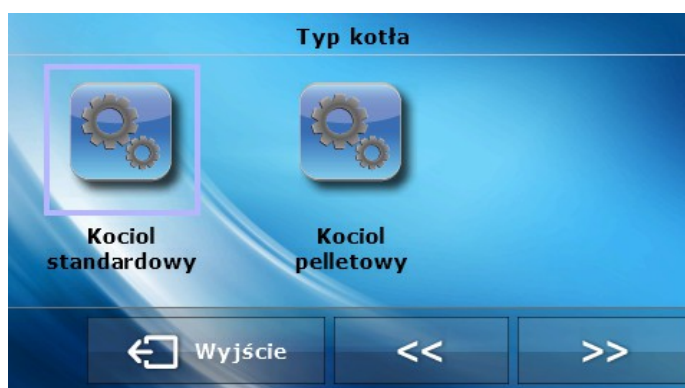 Typ kotła
Kociol
standardowy
Kociol
pelletowy
Wyjście
<<
>>